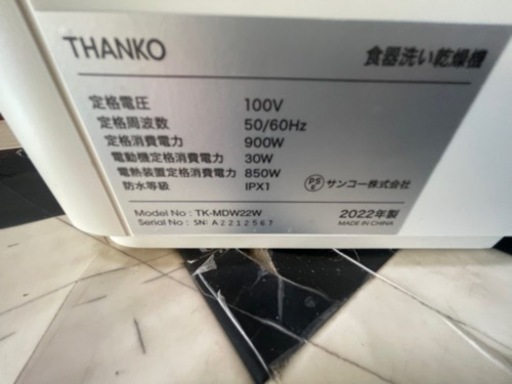 THANKO 食器洗い乾燥機
定格電圧 100V
定格周波数 50/60Hz
定格消費電力 900W
電動機定格消費電力 30W
電熱装置定格消費電力 850W
防水等級 IPX1
PSE サンコー株式会社
Model No : TK-MDW22W 2022年製
Serial No : SN: A2212567 MADE IN CHINA